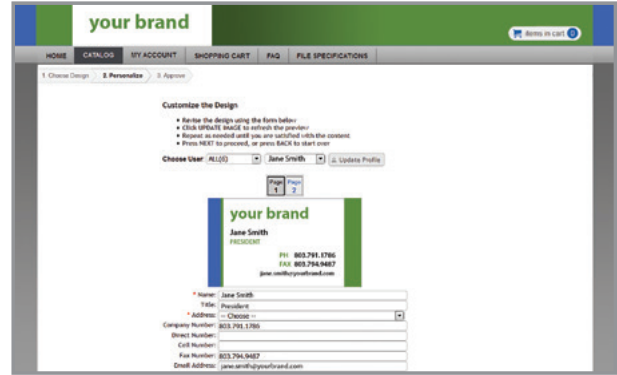 your brand
items in cart 0
HOME CATALOG MY ACCOUNT SHOPPING CART FAQ FILE SPECIFICATIONS
1. Choose Design 2. Personalize 3. Approve
Customize the Design
Revise the design using the form below
Click UPDATE IMAGE to refresh the preview
Repeat as needed until you are satisfied with the content
Press NEXT to proceed, or press BACK to start over
Choose User ALL(6) Jane Smith Update Profile
Page 1 Page 2
your brand
Jane Smith
PRESIDENT
PH 803.791.1786
FAX 803.794.9487
jane.smith@yourbrand.com
* Name: Jane Smith
Title: President
* Address: -- Choose --
Company Number: 803.791.1786
Direct Number:
Cell Number:
Fax Number: 803.794.9487
Email Address: jane.smith@yourbrand.com